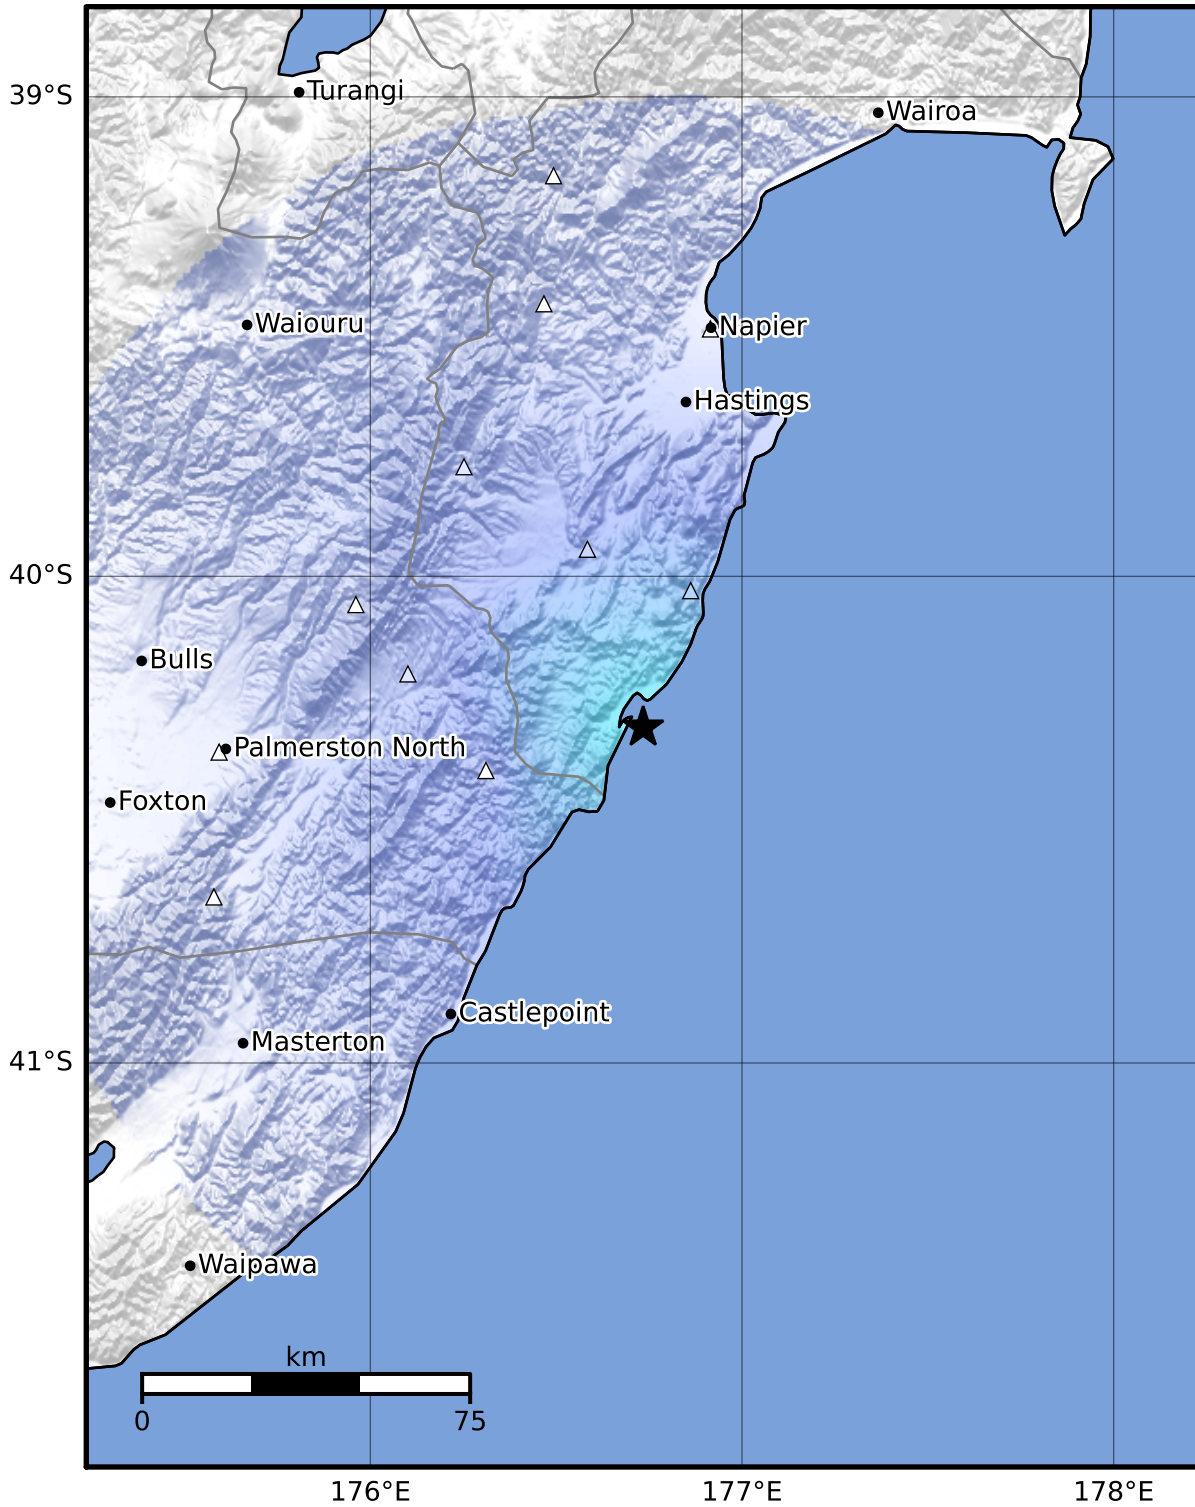 Turangi
39°S
Wairoa
Waiouru
Napier
Hastings
40°S
Bulls
Palmerston North
Foxton
Castlepoint
Masterton
41°S
Waipawa
km
0
75
176°E
177°E
178°E